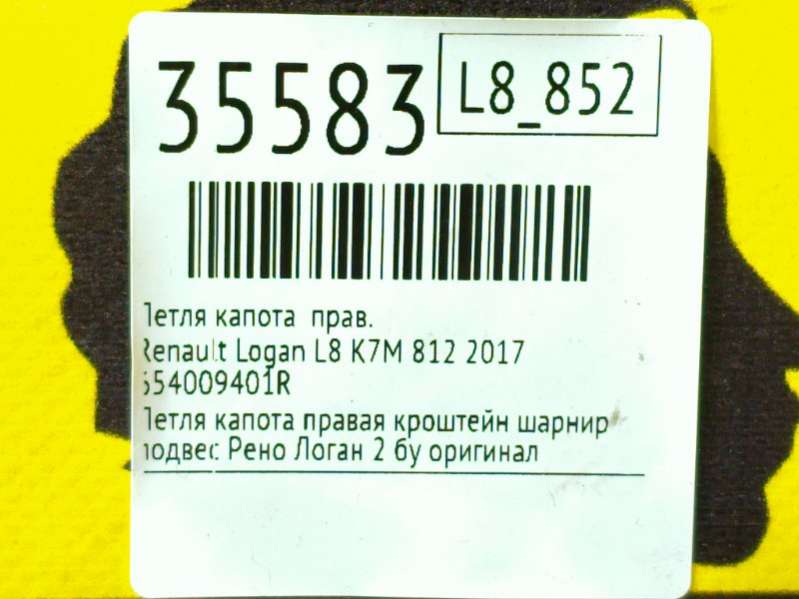 35583
L8_852
Петля капота прав.
Renault Logan L8 K7M 812 2017
654009401R
Петля капота правая кроштейн шарнир
подвес Рено Логан 2 бу оригинал